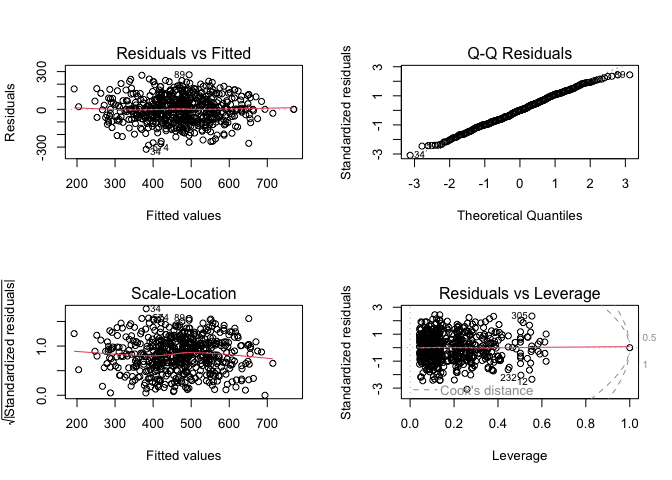 Residuals vs Fitted
Residuals
300
0
-300
89
34
200 300 400 500 600 700
Fitted values
Q-Q Residuals
Standardized residuals
3
1
-1
-3
34
-3 -2 -1 0 1 2 3
Theoretical Quantiles
Scale-Location
√|Standardized residuals|
1.0
0.0
34
89
200 300 400 500 600 700
Fitted values
Residuals vs Leverage
Standardized residuals
3
1
-1
-3
305
232
12
Cook's distance
0.5
1
0.0 0.2 0.4 0.6 0.8 1.0
Leverage